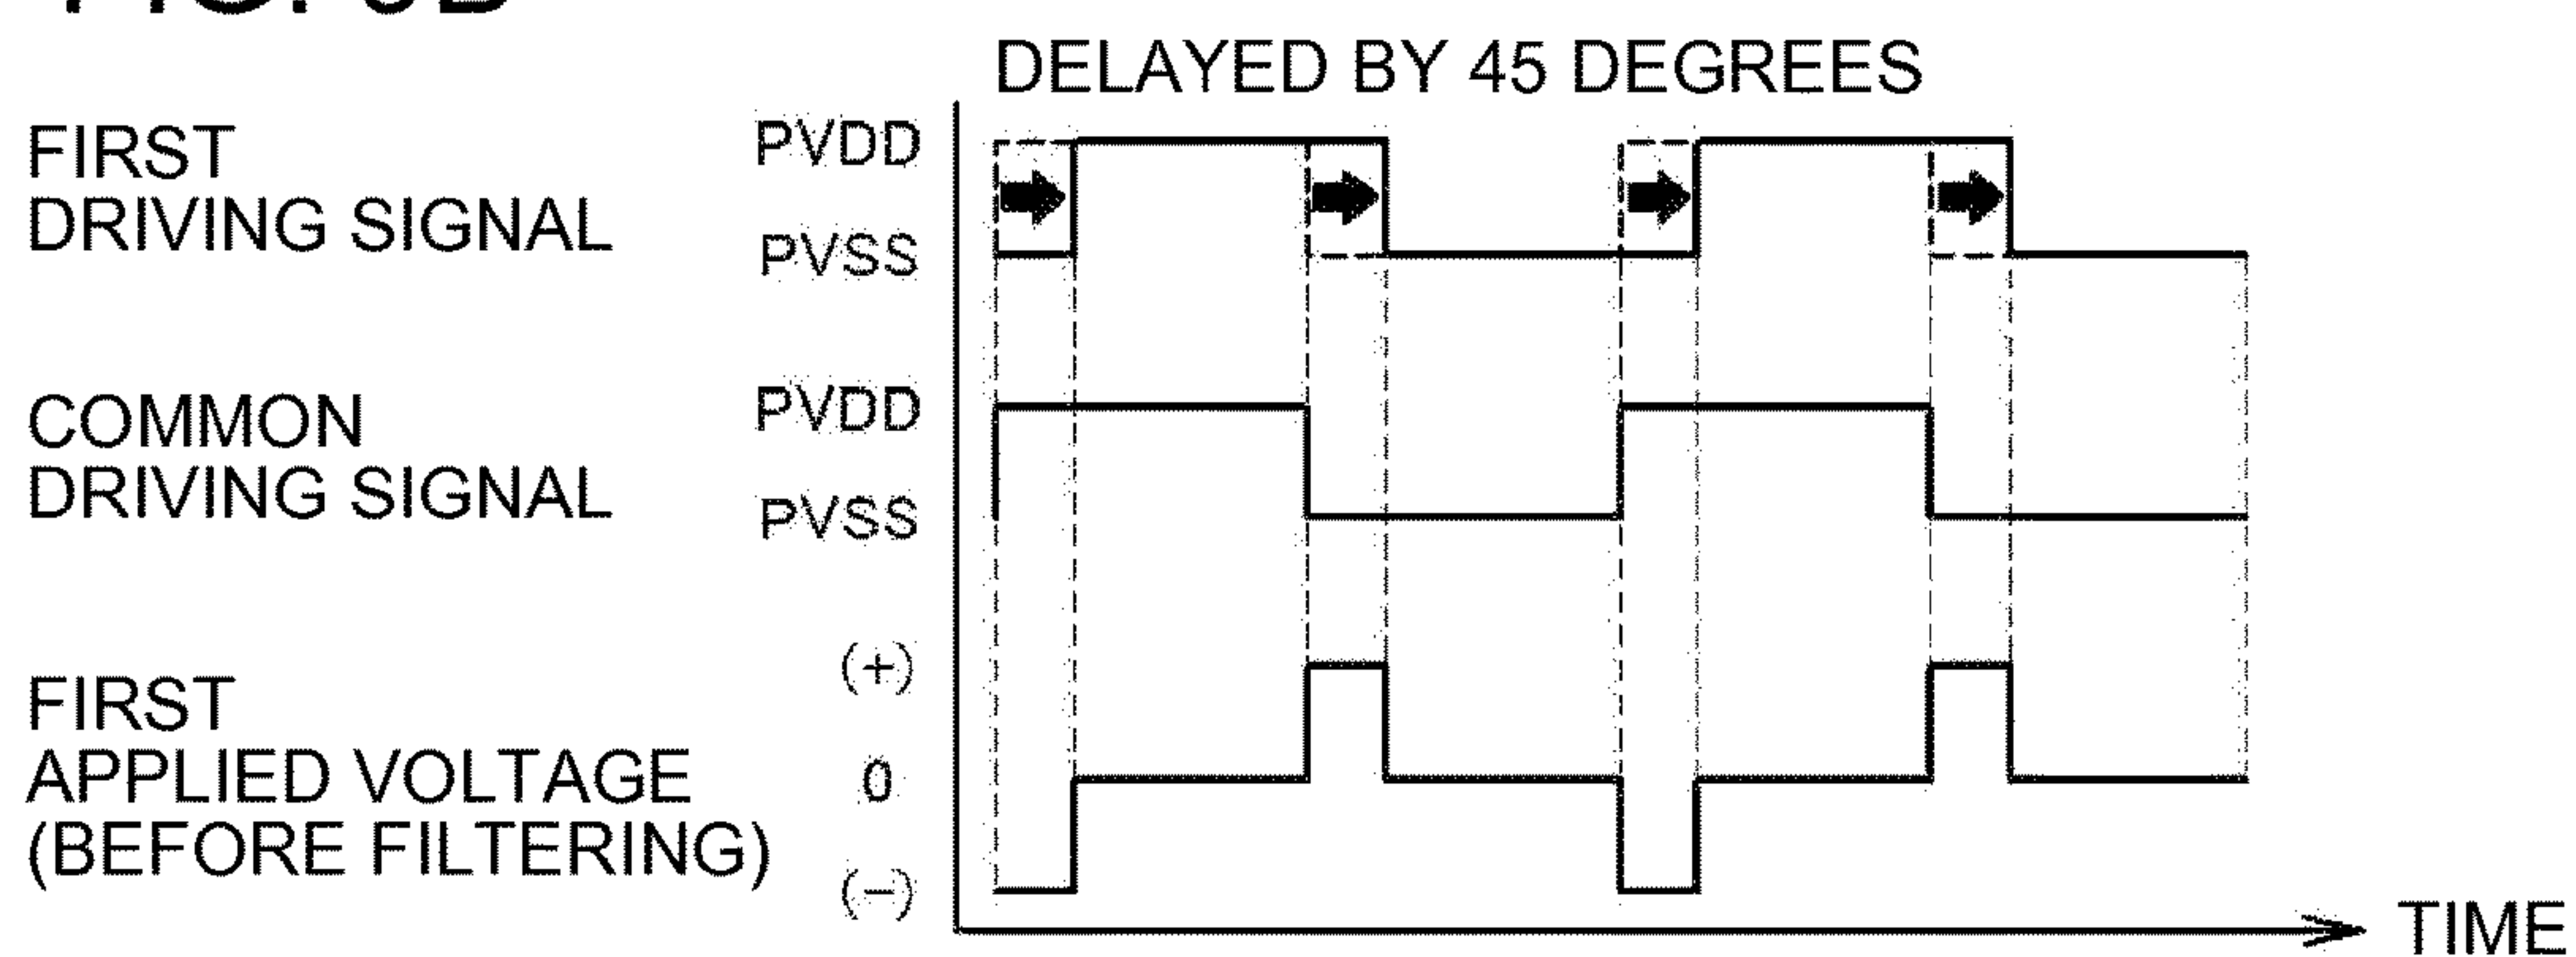 DELAYED BY 45 DEGREES
FIRST
DRIVING SIGNAL
PVDD
PVSS
COMMON
DRIVING SIGNAL
PVDD
PVSS
FIRST
APPLIED VOLTAGE
(BEFORE FILTERING)
(+)
0
(−)
TIME